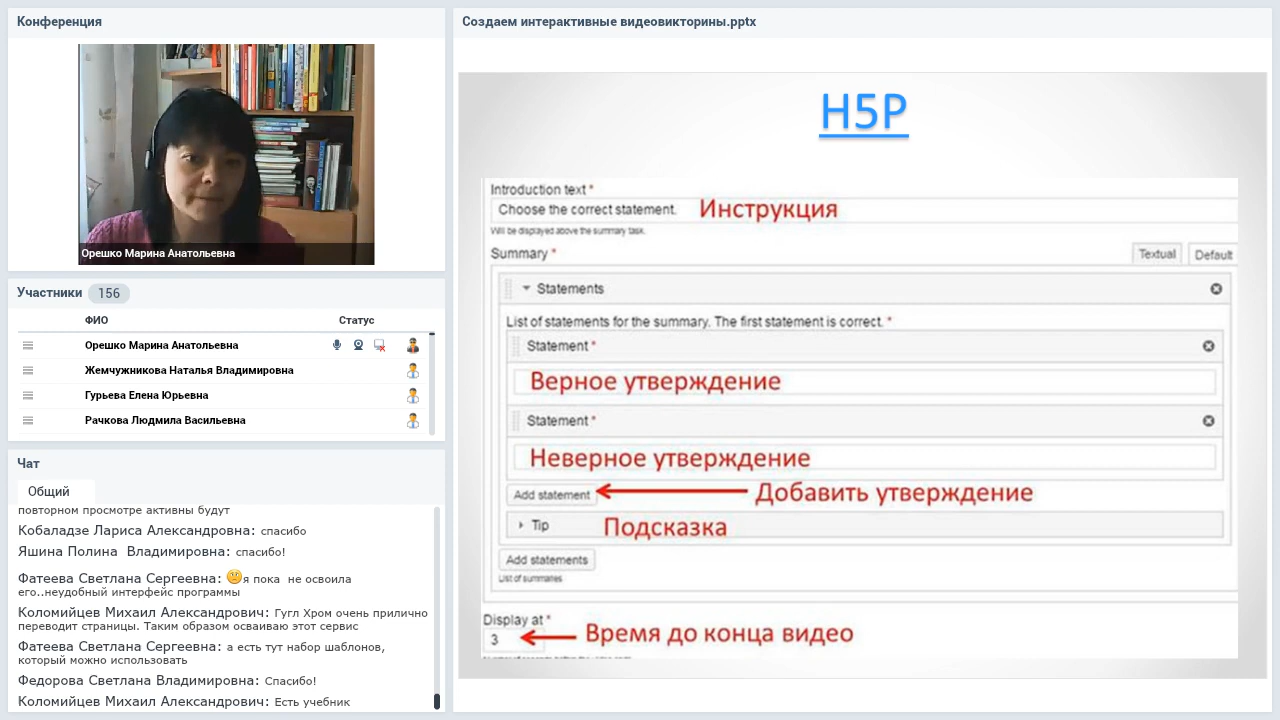 Конференция
Орешко Марина Анатольевна
Участники 156
ФИО Статус
Орешко Марина Анатольевна
Жемчужникова Наталья Владимировна
Гурьева Елена Юрьевна
Рачкова Людмила Васильевна
Чат
Общий
повторном просмотре активны будут
Кобаладзе Лариса Александровна: спасибо
Яшина Полина Владимировна: спасибо!
Фатеева Светлана Сергеевна: я пока не освоила
его..неудобный интерфейс программы
Коломийцев Михаил Александрович: Гугл Хром очень прилично
переводит страницы. Таким образом осваиваю этот сервис
Фатеева Светлана Сергеевна: а есть тут набор шаблонов,
который можно использовать
Федорова Светлана Владимировна: Спасибо!
Коломийцев Михаил Александрович: Есть учебник
Создаем интерактивные видеовикторины.pptx
H5P
Introduction text *
Choose the correct statement. Инструкция
Will be displayed above the summary task.
Summary * Textual Default
Statements
List of statements for the summary. The first statement is correct. *
Statement *
Верное утверждение
Statement *
Неверное утверждение
Add statement Добавить утверждение
Tip Подсказка
Add statements
List of summaries
Display at *
3 Время до конца видео